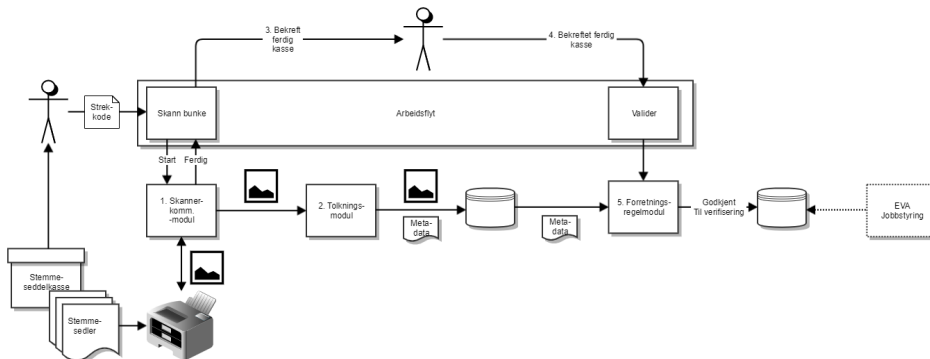 3. Bekreft
ferdig
kasse
4. Bekreftet ferdig
kasse
Strek-
kode
Skann bunke
Arbeidsflyt
Valider
Start
Ferdig
1. Skanner-
komm.
-modul
2. Tolknings-
modul
Meta-
data
Meta-
data
5. Forretnings-
regelmodul
Godkjent
Til verifisering
EVA
Jobbstyring
Stemme-
seddelkasse
Stemme-
sedler